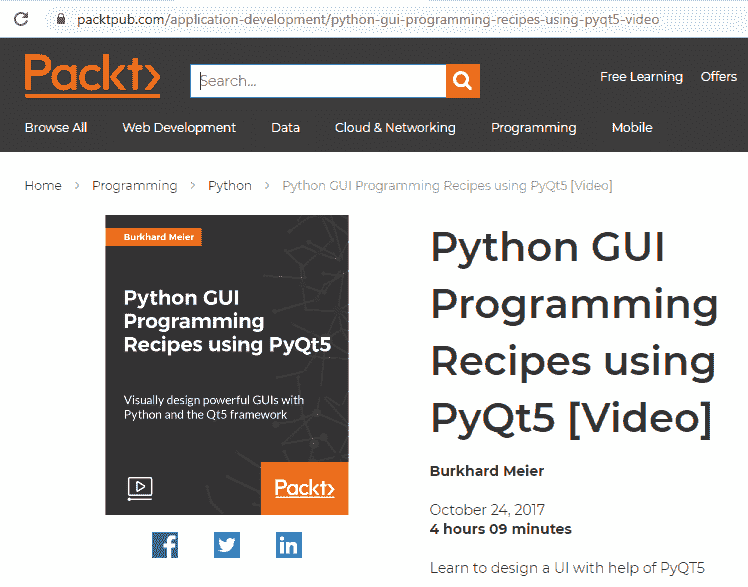 packtpub.com/application-development/python-gui-programming-recipes-using-pyqt5-video
Packt
Search...
Free Learning Offers
Browse All Web Development Data Cloud & Networking Programming Mobile
Home > Programming > Python > Python GUI Programming Recipes using PyQt5 [Video]
Burkhard Meier
Python GUI
Programming
Recipes using PyQt5
Visually design powerful GUIs with
Python and the Qt5 framework
Packt
Python GUI
Programming
Recipes using
PyQt5 [Video]
Burkhard Meier
October 24, 2017
4 hours 09 minutes
Learn to design a UI with help of PyQT5